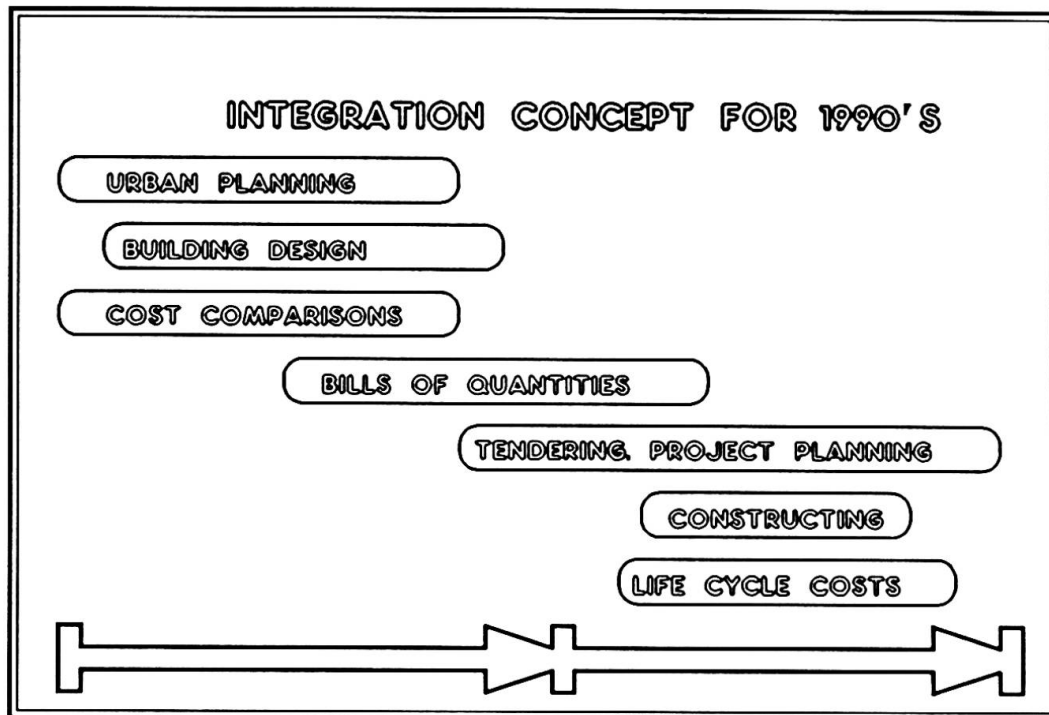 INTEGRATION CONCEPT FOR 1990'S
URBAN PLANNING
BUILDING DESIGN
COST COMPARISONS
BILLS OF QUANTITIES
TENDERING. PROJECT PLANNING
CONSTRUCTING
LIFE CYCLE COSTS